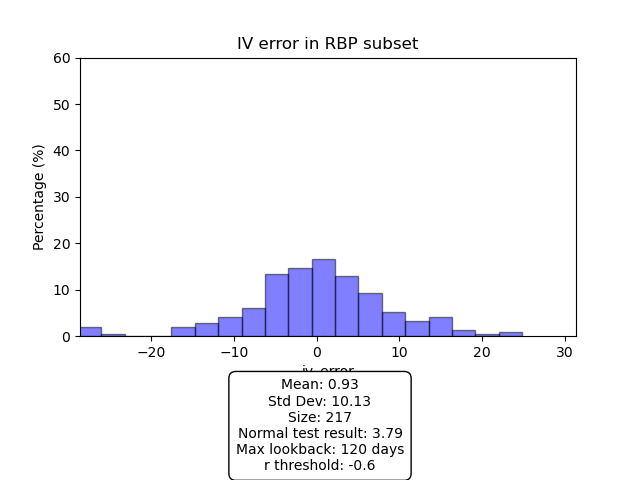 IV error in RBP subset
60
50
40
30
20
10
0
Percentage (%)
−20
−10
0
10
20
30
iv_error
Mean: 0.93
Std Dev: 10.13
Size: 217
Normal test result: 3.79
Max lookback: 120 days
r threshold: -0.6